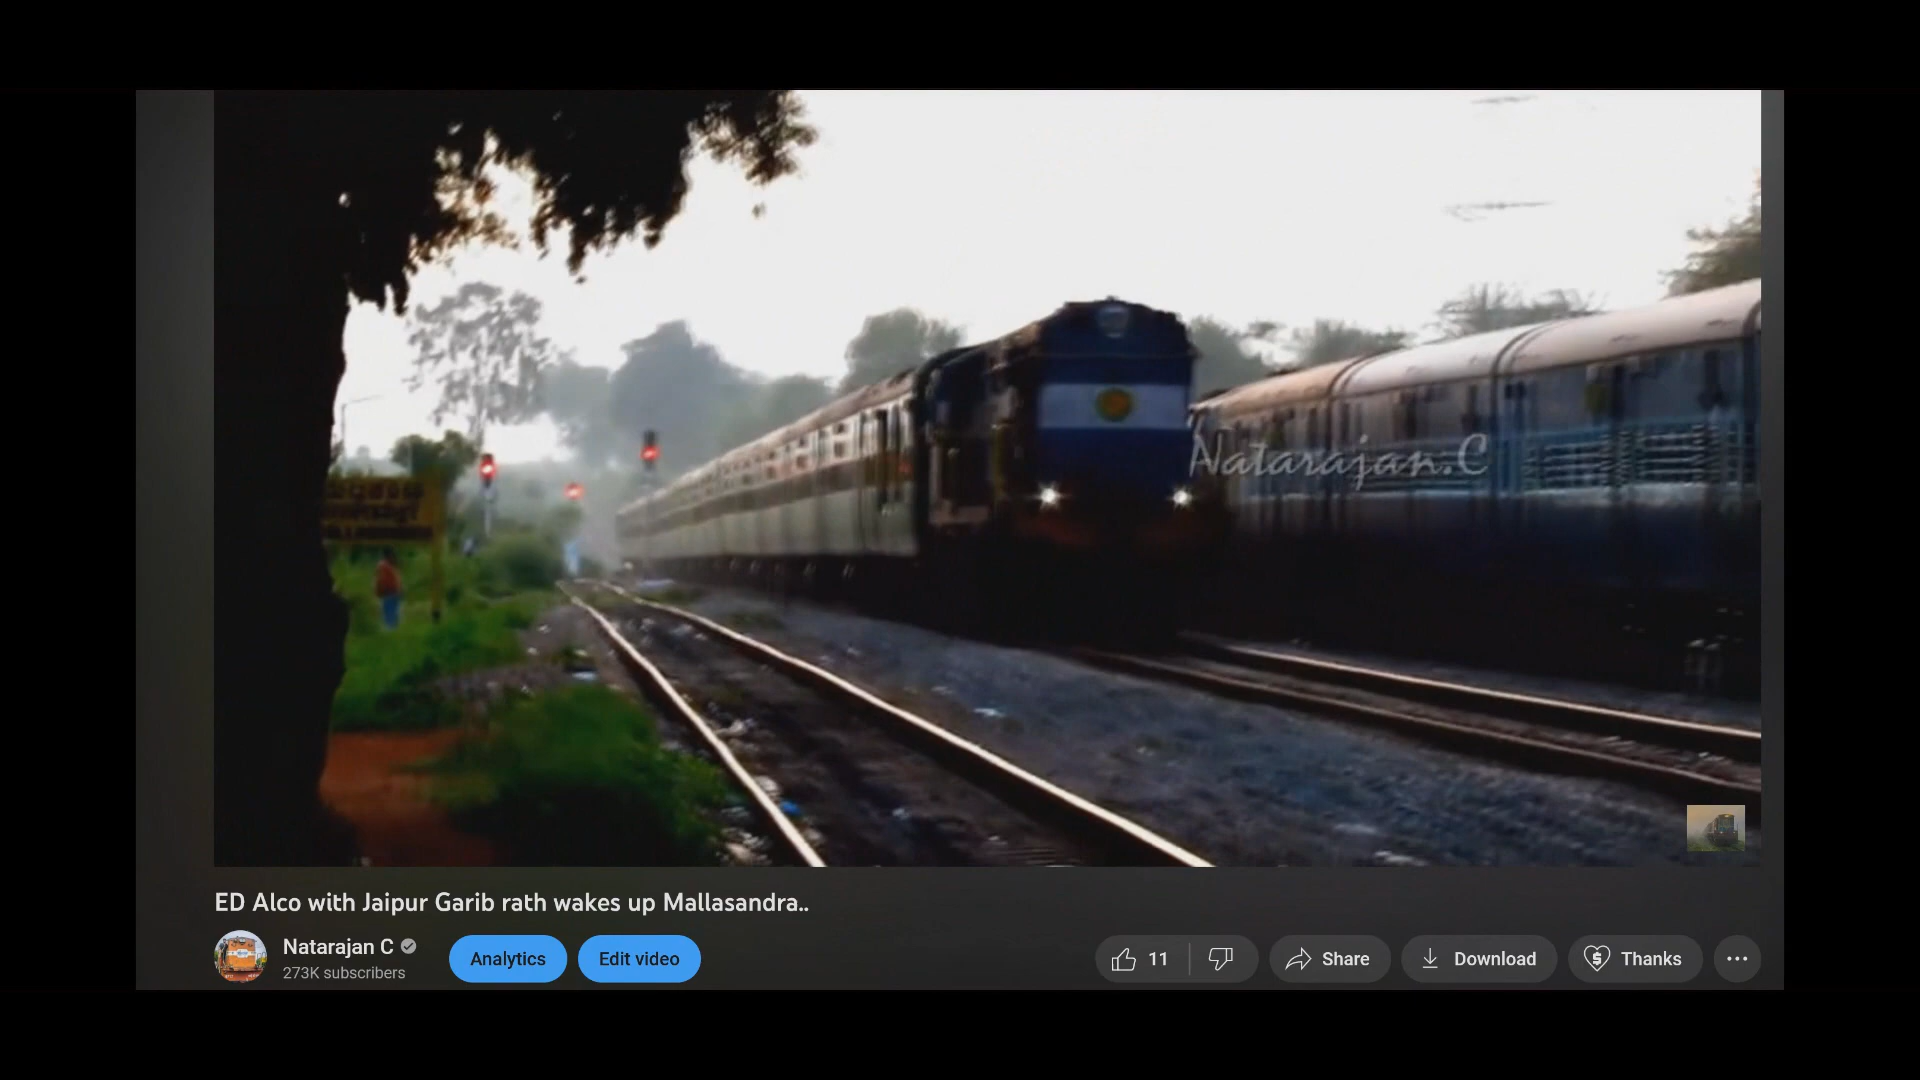 Natarajan.C
ED Alco with Jaipur Garib rath wakes up Mallasandra..
Natarajan C
273K subscribers
Analytics
Edit video
11
Share
Download
Thanks